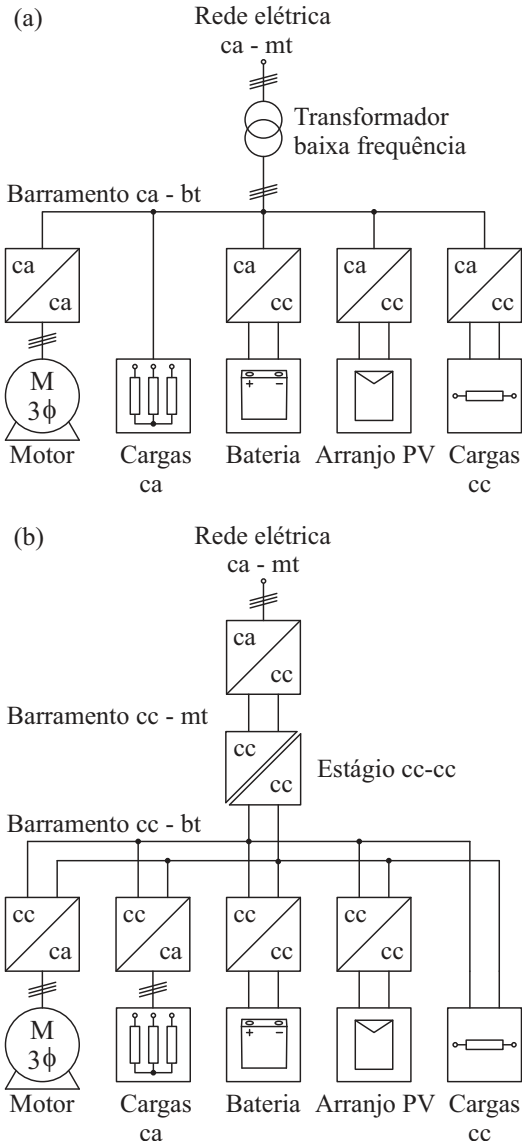 (a)
Rede elétrica
ca - mt
Transformador
baixa frequência
Barramento ca - bt
ca ca ca ca
ca cc cc cc
M
3ϕ
+ −
Motor Cargas Bateria Arranjo PV Cargas
ca cc
(b)
Rede elétrica
ca - mt
ca
cc
Barramento cc - mt
cc
cc
Estágio cc-cc
Barramento cc - bt
cc cc cc cc
ca ca cc cc
M
3ϕ
+ −
Motor Cargas Bateria Arranjo PV Cargas
ca cc